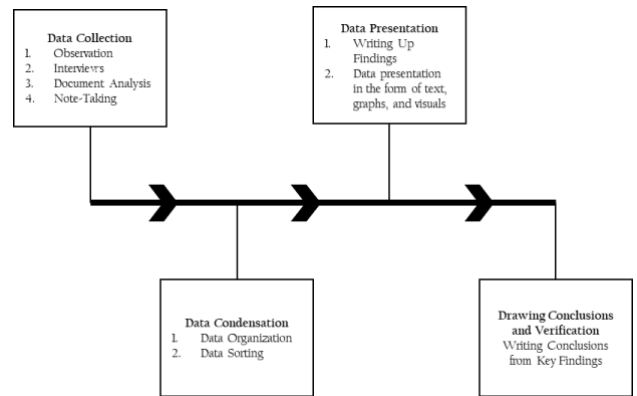 Data Collection
1. Observation
2. Interviews
3. Document Analysis
4. Note-Taking
Data Presentation
1. Writing Up
Findings
2. Data presentation
in the form of text,
graphs, and visuals
Data Condensation
1. Data Organization
2. Data Sorting
Drawing Conclusions
and Verification
Writing Conclusions
from Key Findings